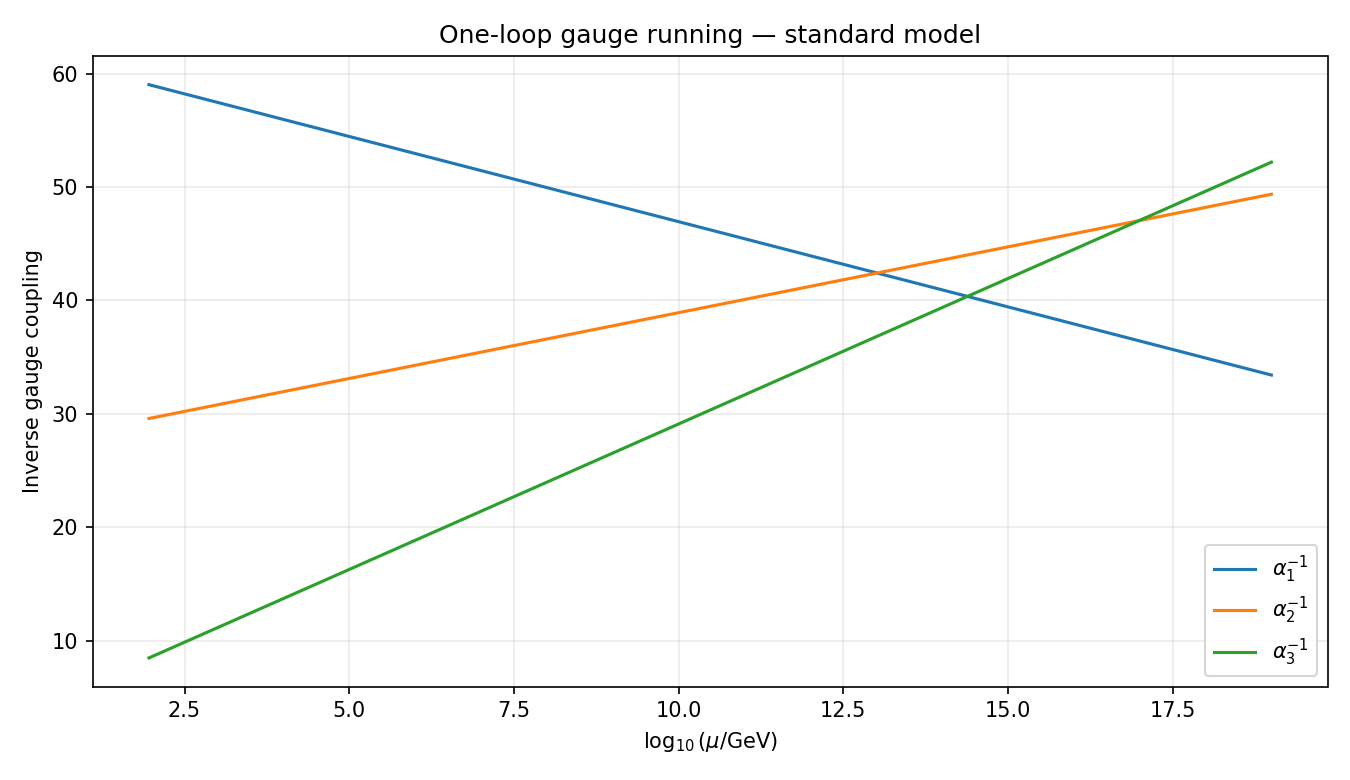 One-loop gauge running — standard model
Inverse gauge coupling
60
50
40
30
20
10
2.5 5.0 7.5 10.0 12.5 15.0 17.5
log₁₀(μ/GeV)
α₁⁻¹
α₂⁻¹
α₃⁻¹